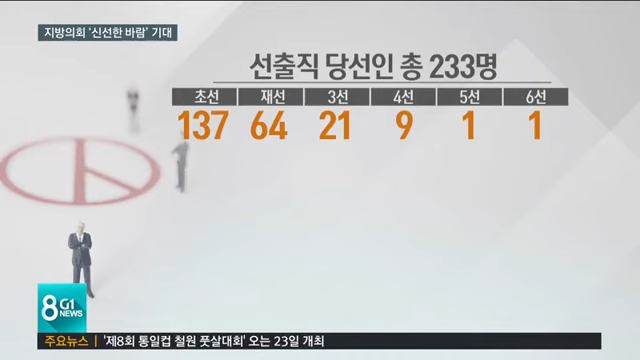 지방의회 '신선한 바람' 기대
선출직 당선인 총 233명
초선 재선 3선 4선 5선 6선
137 64 21 9 1 1
8 G1 NEWS
주요뉴스 '제8회 통일컵 철원 풋살대회' 오는 23일 개최